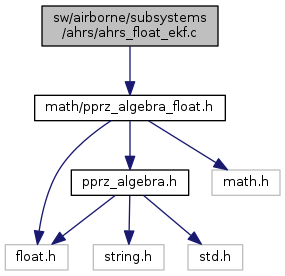 sw/airborne/subsystems
/ahrs/ahrs_float_ekf.c
math/pprz_algebra_float.h
pprz_algebra.h
math.h
float.h
string.h
std.h